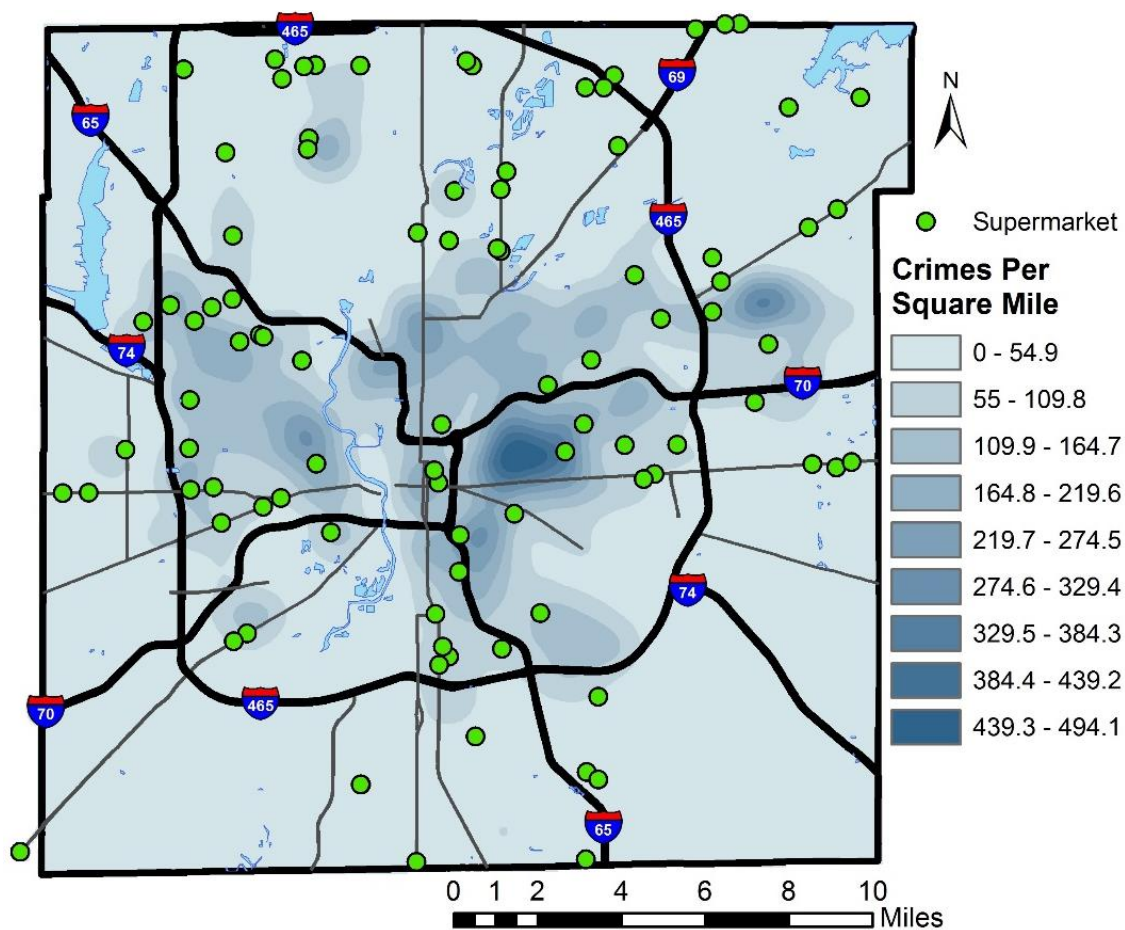 465
69
65
N
465
Supermarket
Crimes Per
Square Mile
0 - 54.9
55 - 109.8
109.9 - 164.7
164.8 - 219.6
219.7 - 274.5
274.6 - 329.4
329.5 - 384.3
384.4 - 439.2
439.3 - 494.1
74
70
74
70
465
65
0 1 2 4 6 8 10
Miles